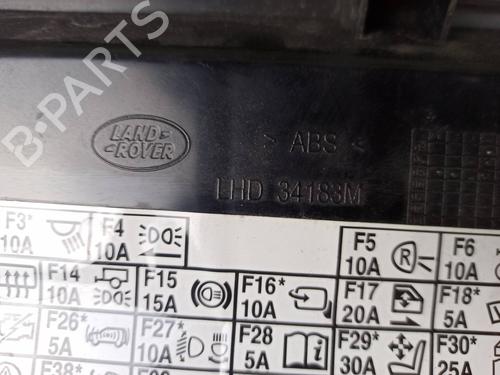 B-PARTS
LAND-
-ROVER
> ABS <
LHD 34183M
F3* 10A
F4 10A
F5 10A
F6 10A
F14 10A
F15 15A
F16* 10A
F17 20A
F18* 5A
F26* 5A
F27* 10A
F28 5A
F29* 30A
F30* 25A
F38*